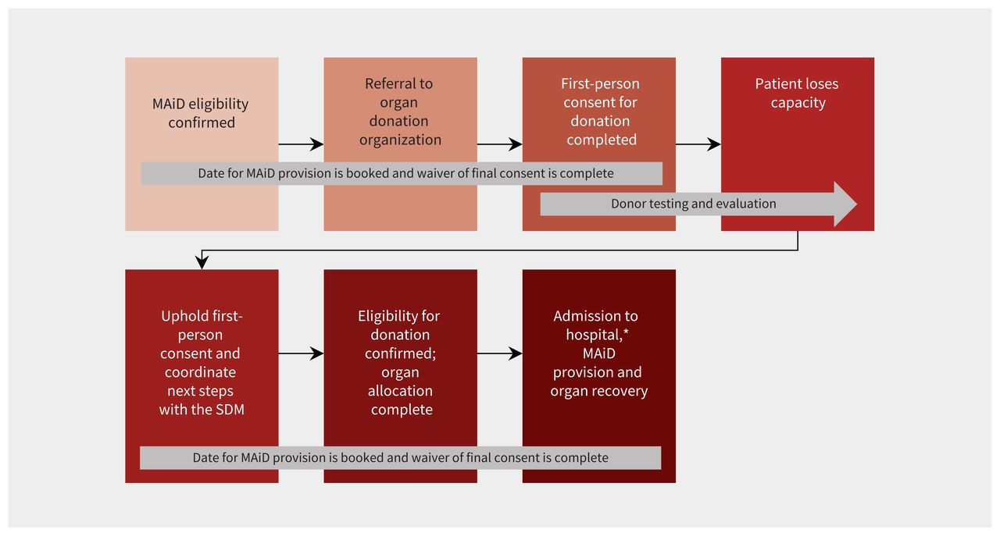 MAiD eligibility
confirmed
Referral to
organ
donation
organization
First-person
consent for
donation
completed
Patient loses
capacity
Date for MAiD provision is booked and waiver of final consent is complete
Donor testing and evaluation
Uphold first-
person
consent and
coordinate
next steps
with the SDM
Eligibility for
donation
confirmed;
organ
allocation
complete
Admission to
hospital,*
MAiD
provision and
organ recovery
Date for MAiD provision is booked and waiver of final consent is complete